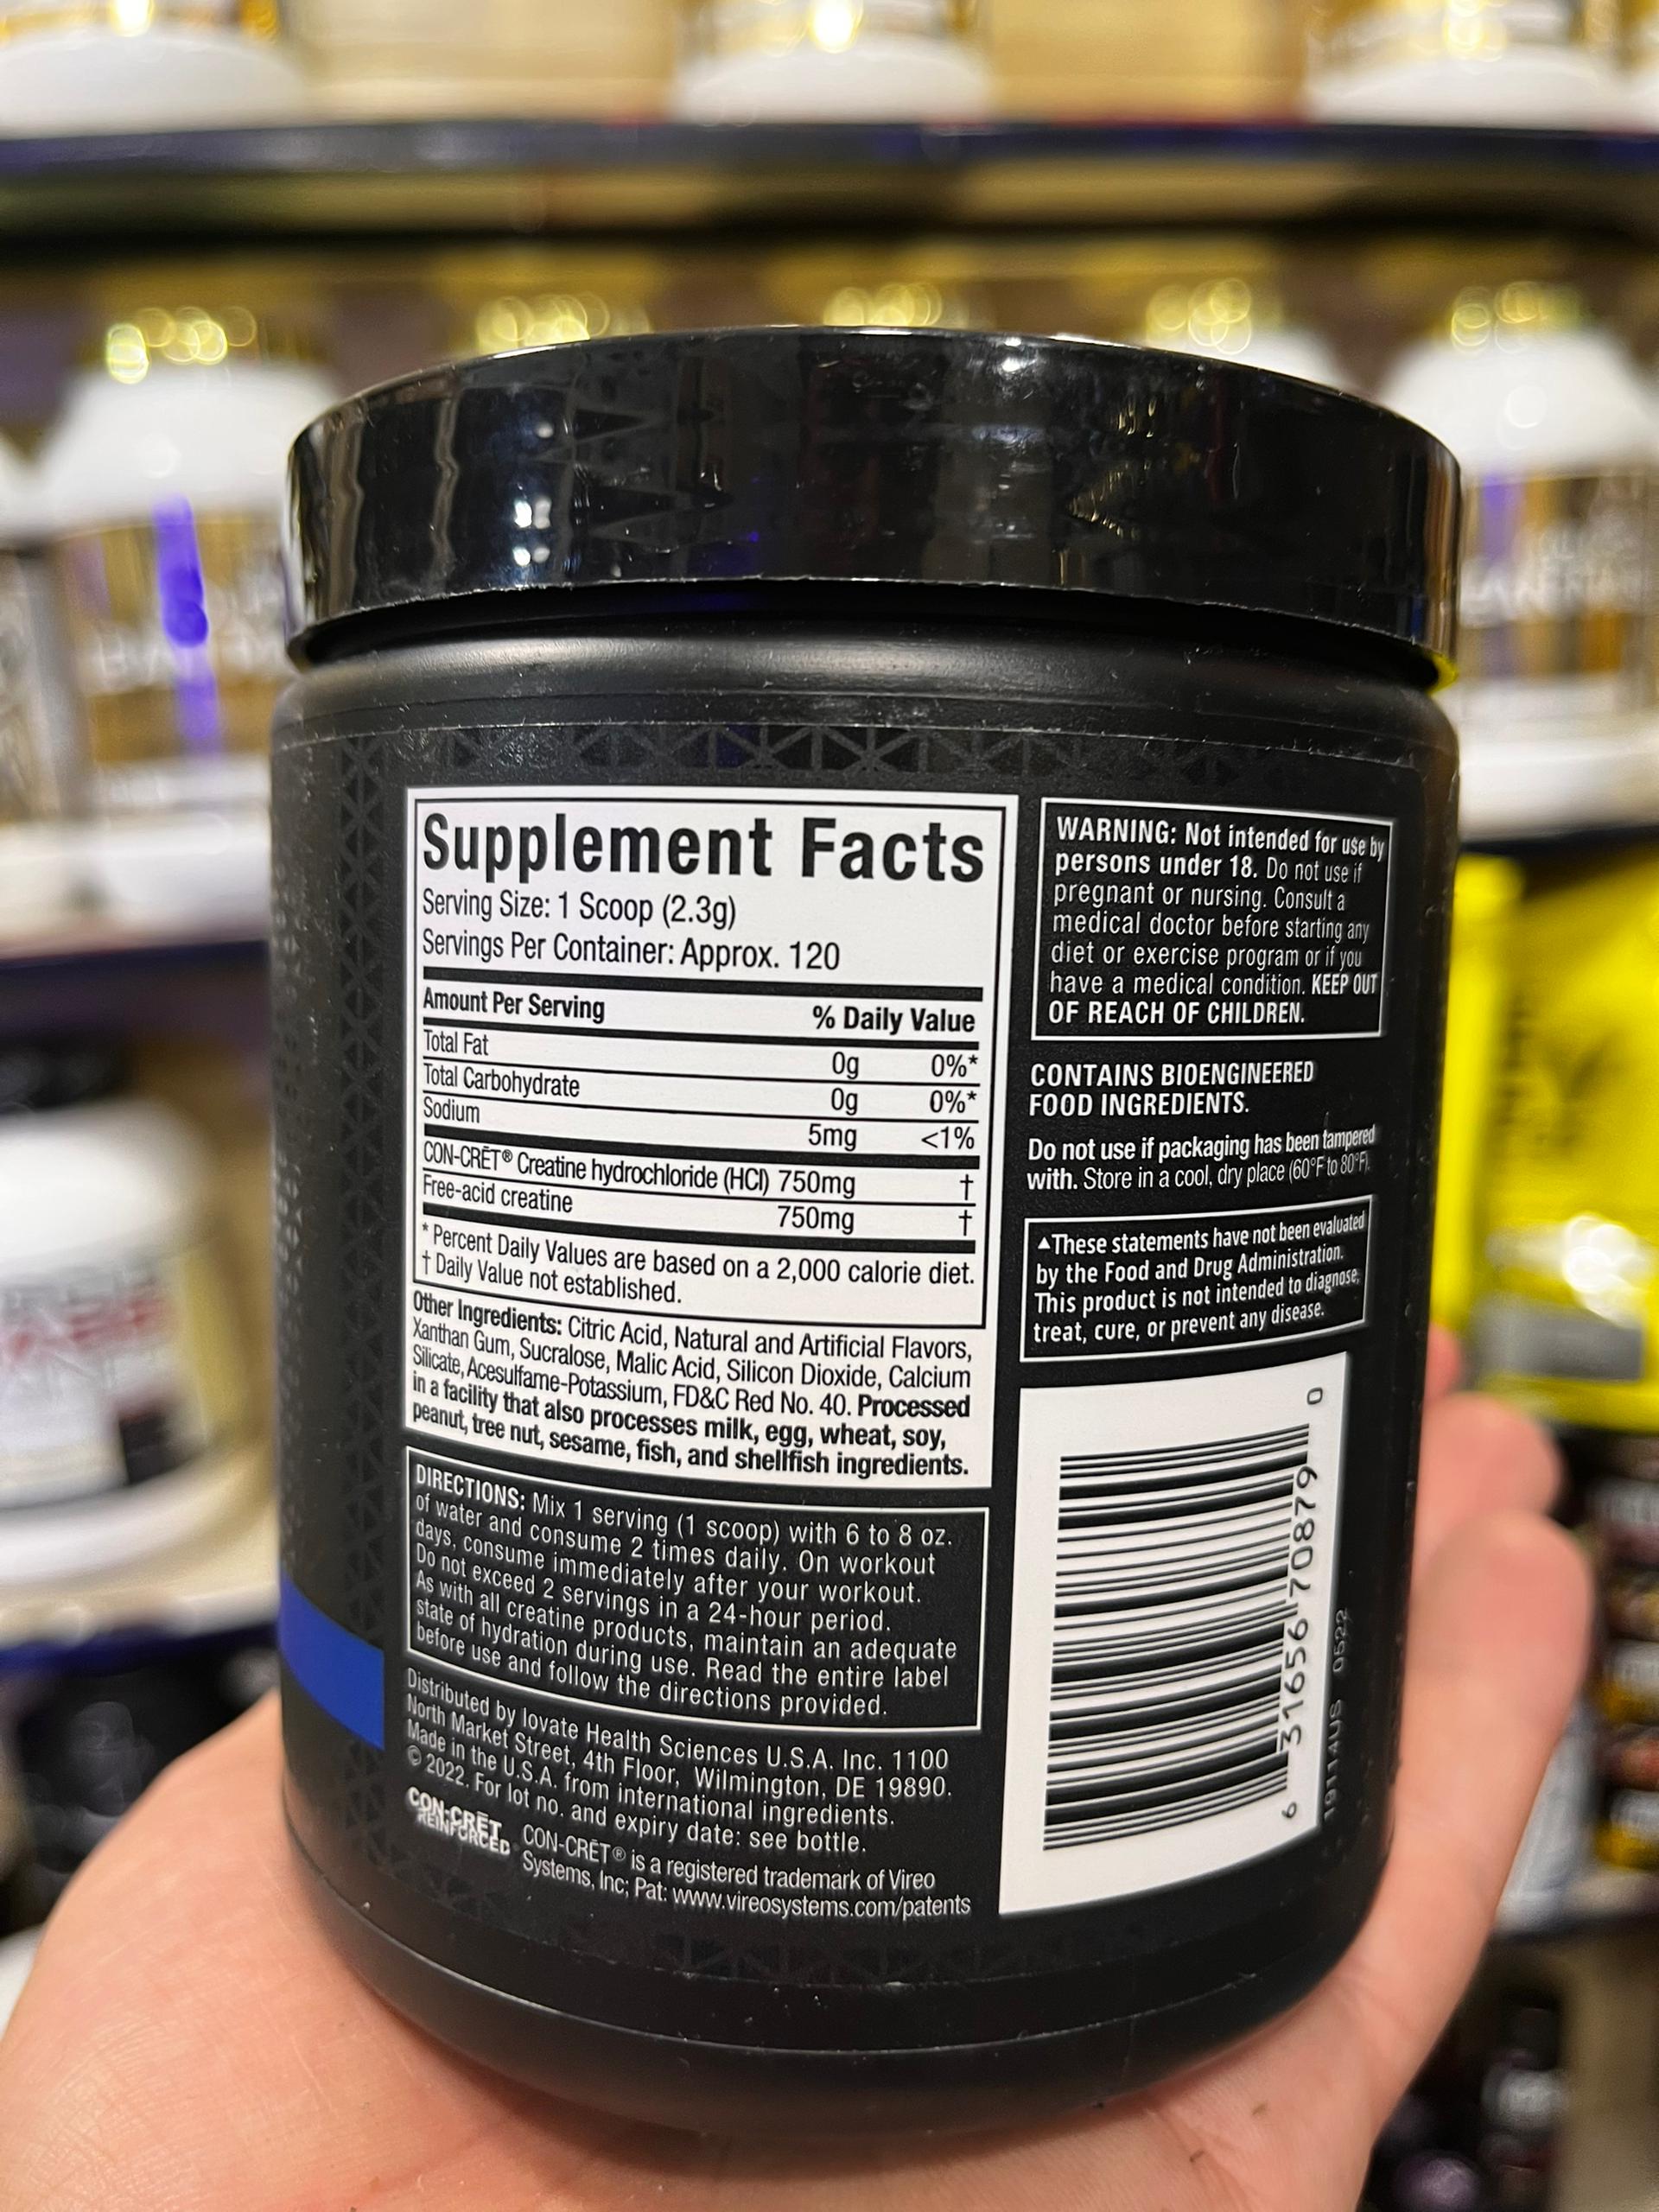 Supplement Facts
Serving Size: 1 Scoop (2.3g)
Servings Per Container: Approx. 120
Amount Per Serving % Daily Value
Total Fat 0g 0%*
Total Carbohydrate 0g 0%*
Sodium 5mg <1%
CON-CRĒT® Creatine hydrochloride (HCl) 750mg †
Free-acid creatine 750mg †
* Percent Daily Values are based on a 2,000 calorie diet.
† Daily Value not established.
Other Ingredients: Citric Acid, Natural and Artificial Flavors,
Xanthan Gum, Sucralose, Malic Acid, Silicon Dioxide, Calcium
Silicate, Acesulfame-Potassium, FD&C Red No. 40. Processed
in a facility that also processes milk, egg, wheat, soy,
peanut, tree nut, sesame, fish, and shellfish ingredients.
DIRECTIONS: Mix 1 serving (1 scoop) with 6 to 8 oz.
of water and consume 2 times daily. On workout
days, consume immediately after your workout.
Do not exceed 2 servings in a 24-hour period.
As with all creatine products, maintain an adequate
state of hydration during use. Read the entire label
before use and follow the directions provided.
Distributed by Iovate Health Sciences U.S.A. Inc. 1100
North Market Street, 4th Floor, Wilmington, DE 19890.
Made in the U.S.A. from international ingredients.
© 2022. For lot no. and expiry date: see bottle.
CON-CRĒT
REINFORCED
CON-CRĒT® is a registered trademark of Vireo
Systems, Inc; Pat: www.vireosystems.com/patents
WARNING: Not intended for use by
persons under 18. Do not use if
pregnant or nursing. Consult a
medical doctor before starting any
diet or exercise program or if you
have a medical condition. KEEP OUT
OF REACH OF CHILDREN.
CONTAINS BIOENGINEERED
FOOD INGREDIENTS.
Do not use if packaging has been tampered
with. Store in a cool, dry place (60°F to 80°F).
▲These statements have not been evaluated
by the Food and Drug Administration.
This product is not intended to diagnose,
treat, cure, or prevent any disease.
6 31656 70879 0
19114US 0522